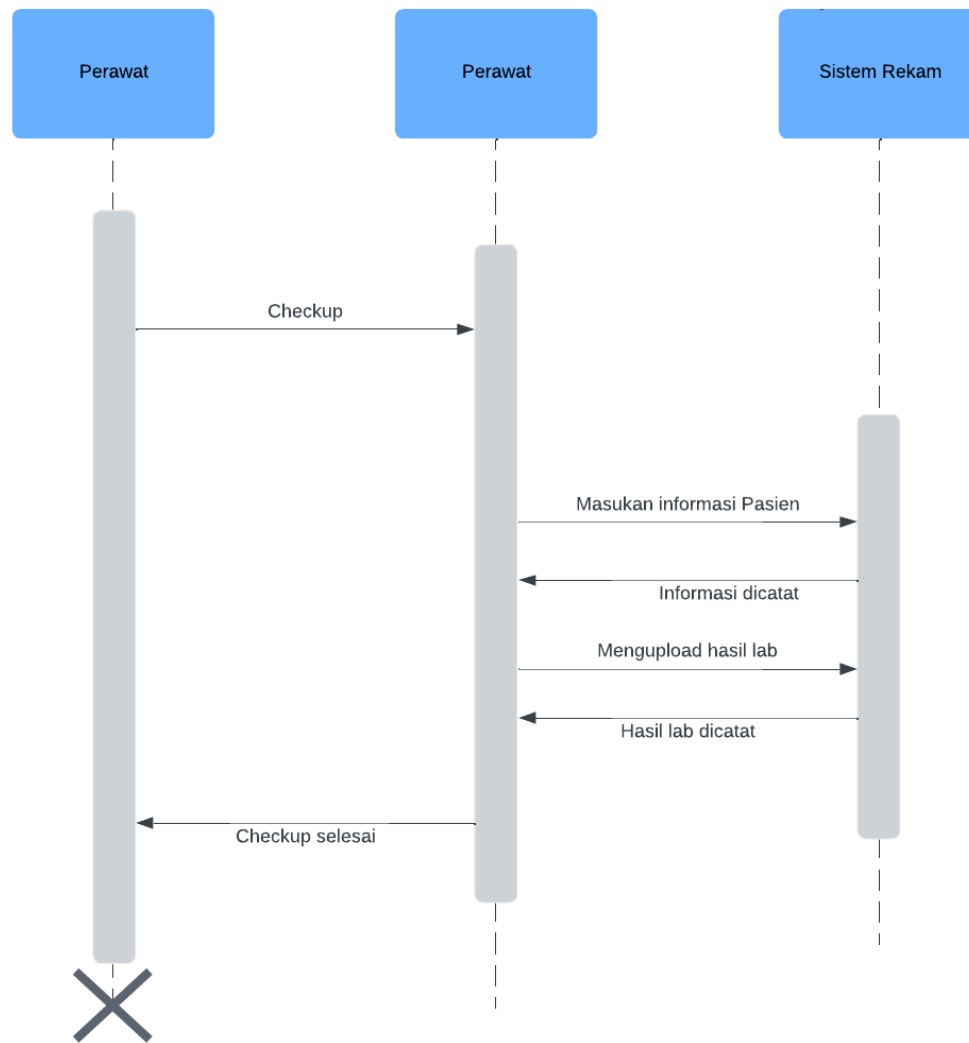 Perawat
Perawat
Sistem Rekam
Checkup
Masukan informasi Pasien
Informasi dicatat
Mengupload hasil lab
Hasil lab dicatat
Checkup selesai